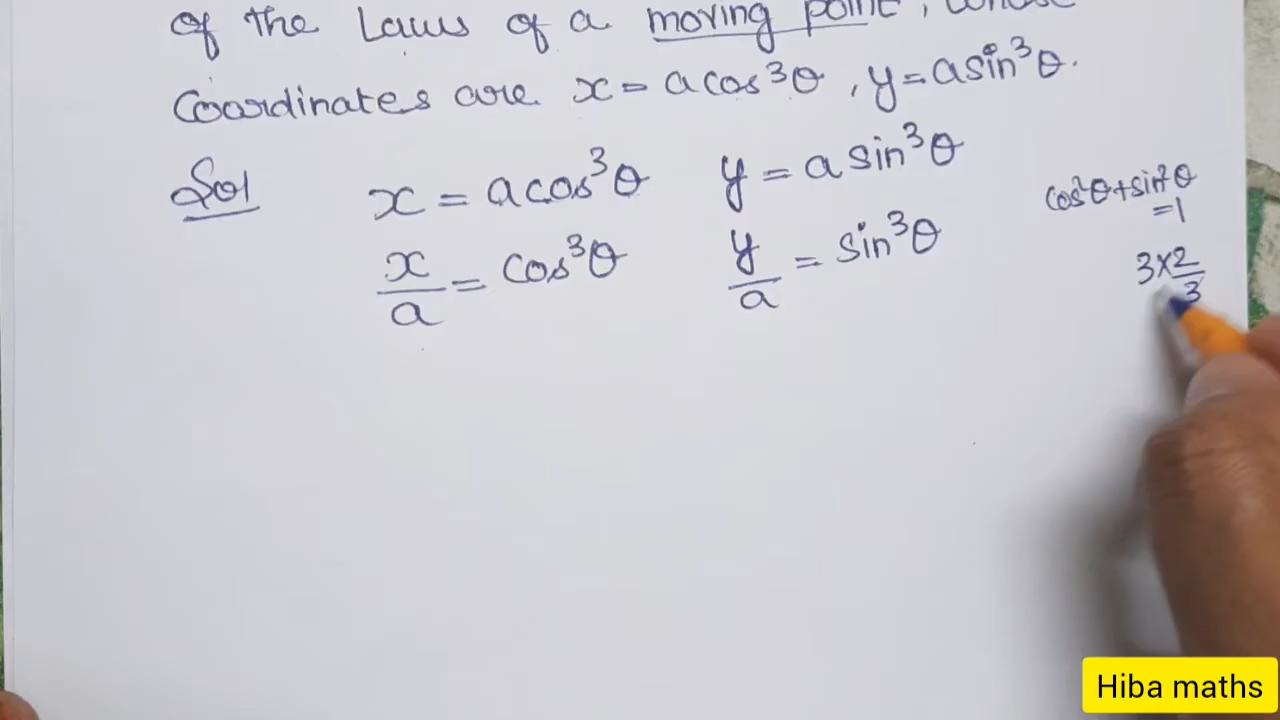 of the Laws of a moving point, whose
Coordinates are x = a cos³θ, y = a sin³θ.
Sol x = a cos³θ y = a sin³θ
cos²θ + sin²θ
= 1
x/a = cos³θ y/a = sin³θ
3 × 2/3
Hiba maths